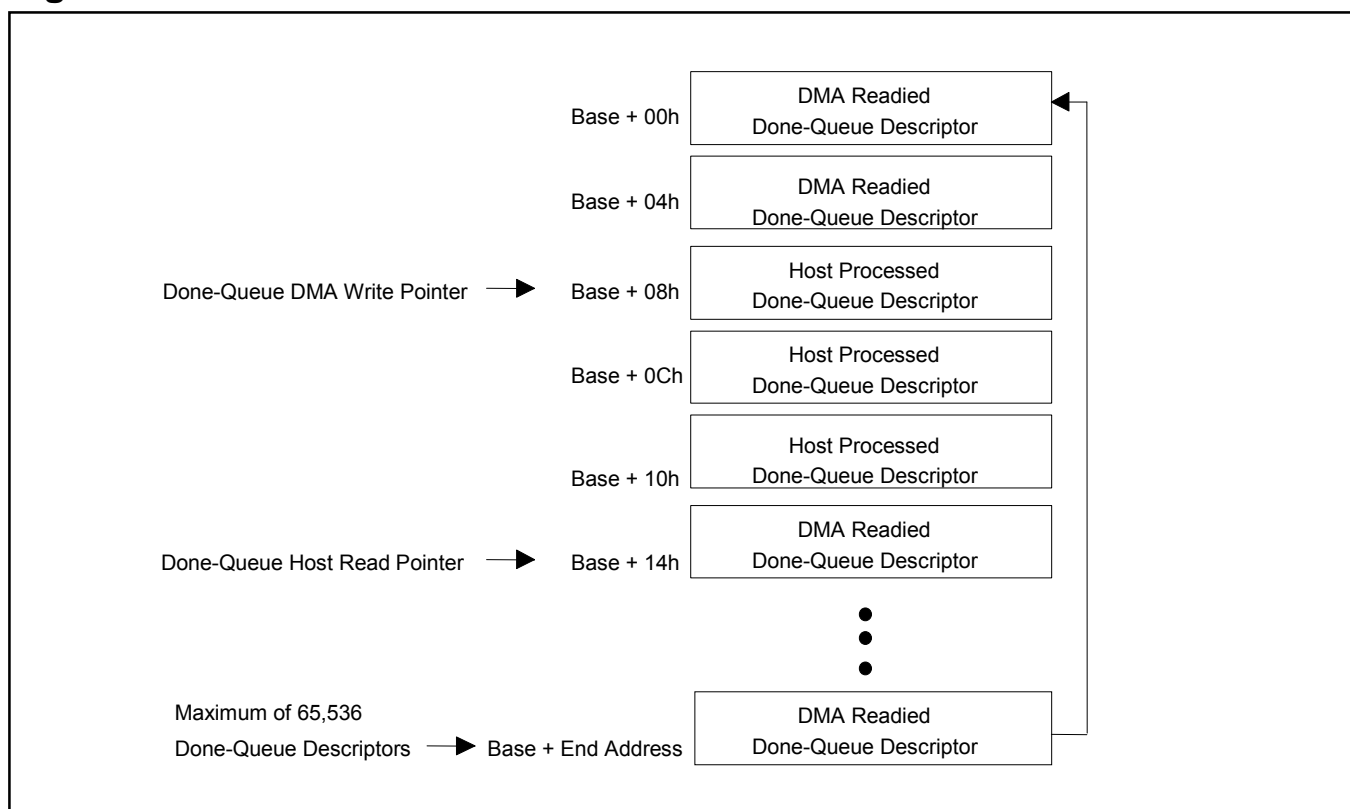 Base + 00h
DMA Readied
Done-Queue Descriptor
Base + 04h
DMA Readied
Done-Queue Descriptor
Done-Queue DMA Write Pointer
Base + 08h
Host Processed
Done-Queue Descriptor
Base + 0Ch
Host Processed
Done-Queue Descriptor
Base + 10h
Host Processed
Done-Queue Descriptor
Done-Queue Host Read Pointer
Base + 14h
DMA Readied
Done-Queue Descriptor
Maximum of 65,536
Done-Queue Descriptors
Base + End Address
DMA Readied
Done-Queue Descriptor